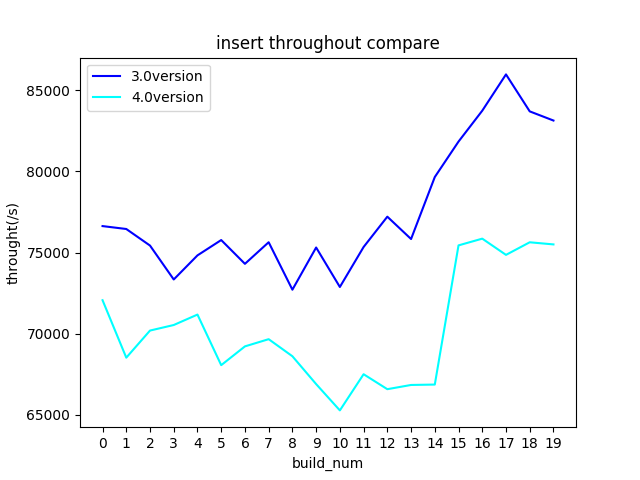 insert throughout compare
3.0version
4.0version
85000
80000
75000
70000
65000
throught(/s)
0 1 2 3 4 5 6 7 8 9 10 11 12 13 14 15 16 17 18 19
build_num